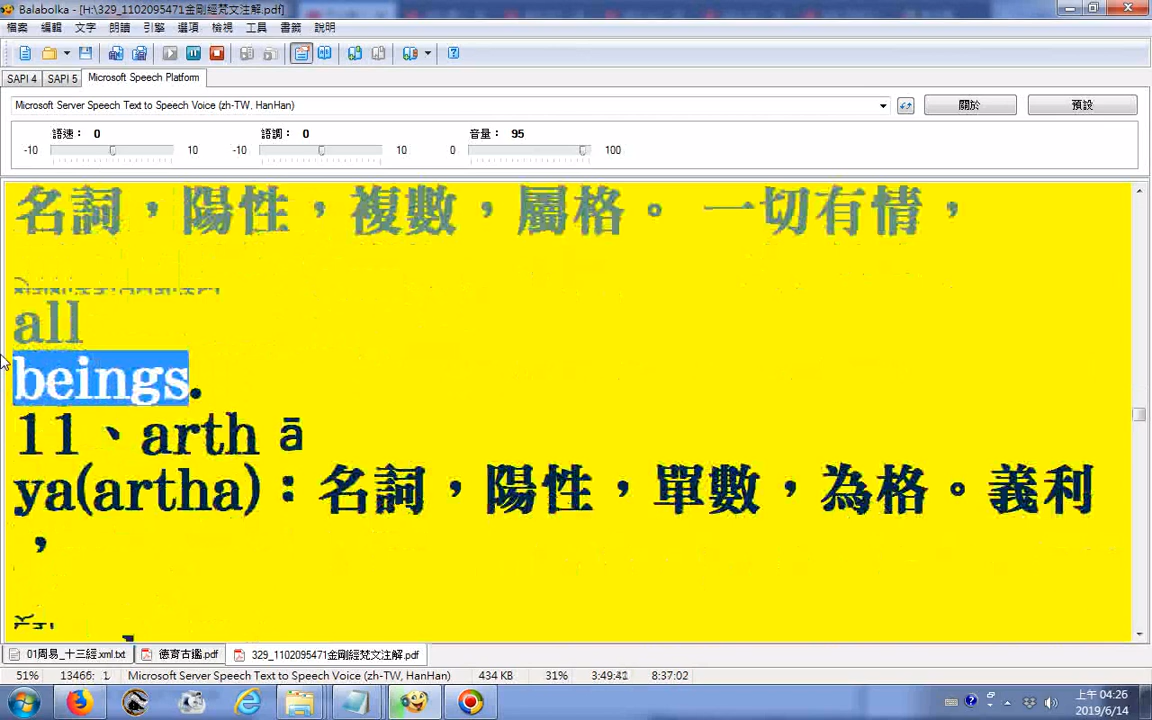 Balabolka - [H:\329_1102095471金剛經梵文注解.pdf]
檔案 編輯 文字 朗讀 引擎 選項 檢視 工具 書籤 說明
SAPI 4 SAPI 5 Microsoft Speech Platform
Microsoft Server Speech Text to Speech Voice (zh-TW, HanHan) 關於 預設
語速： 0 語調： 0 音量： 95
-10 10 -10 10 0 100
名詞，陽性，複數，屬格。 一切有情，
all
beings.
11、arth ā
ya(artha)：名詞，陽性，單數，為格。義利
，
01周易_十三經.xml.txt 德育古鑑.pdf 329_1102095471金剛經梵文注解.pdf
51% 13466: 1 Microsoft Server Speech Text to Speech Voice (zh-TW, HanHan) 434 KB 31% 3:49:41 8:37:02
上午 04:26
2019/6/14